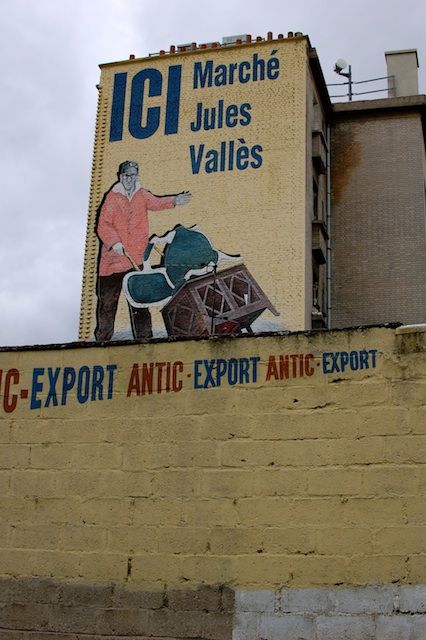 ICI Marché
Jules
Vallès
C-EXPORT ANTIC-EXPORT ANTIC-EXPORT